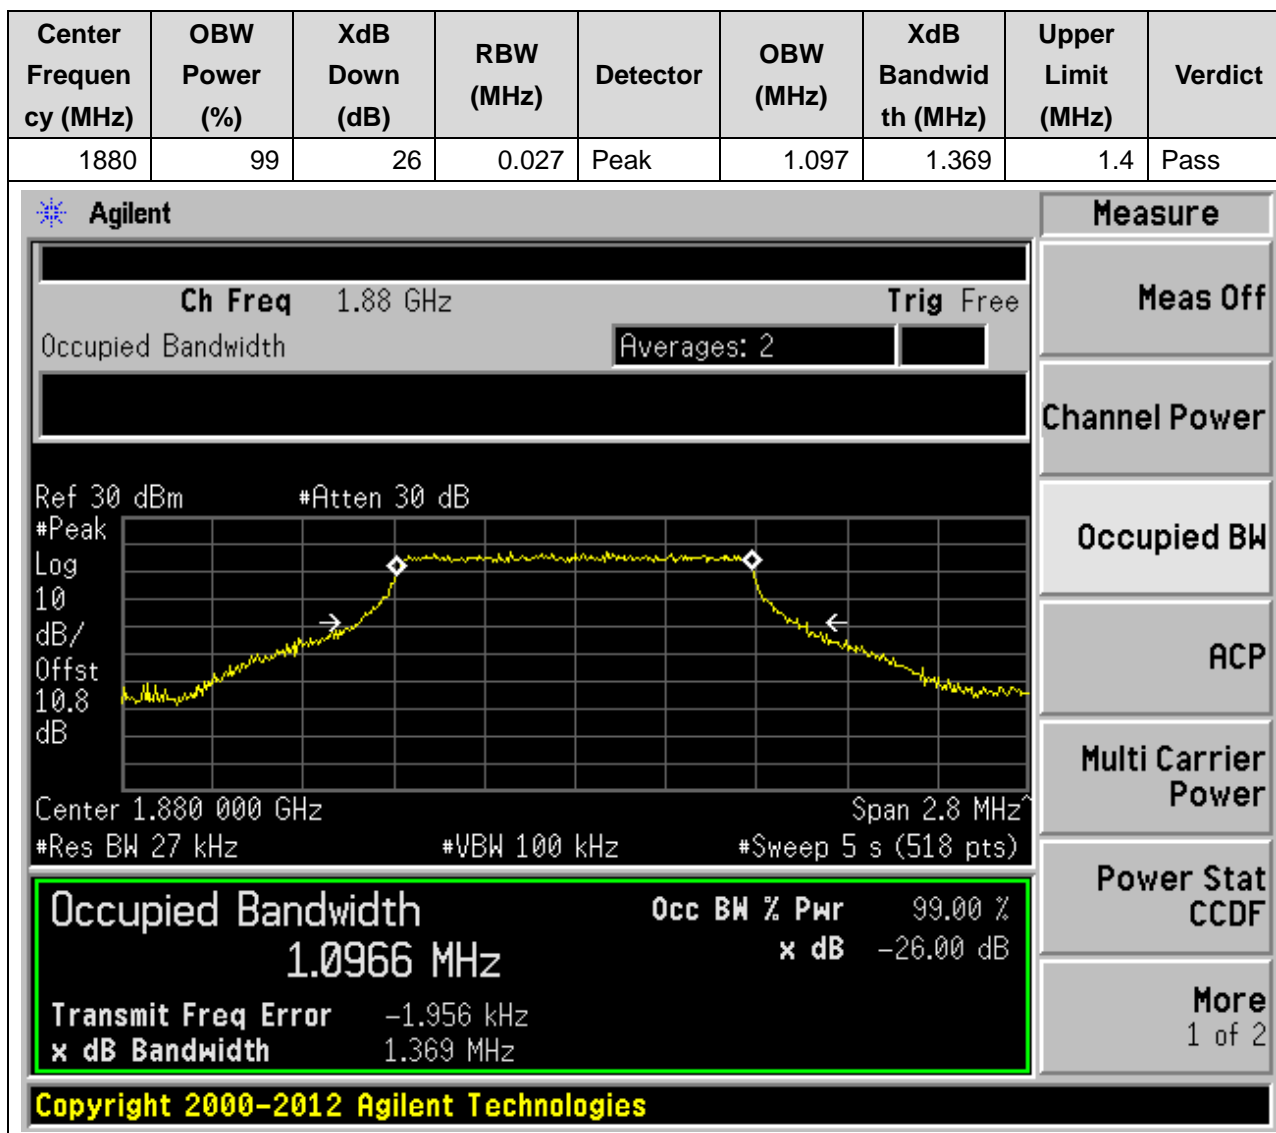 Center Frequen cy (MHz) | OBW Power (%) | XdB Down (dB) | RBW (MHz) | Detector | OBW (MHz) | XdB Bandwid th (MHz) | Upper Limit (MHz) | Verdict
1880 | 99 | 26 | 0.027 | Peak | 1.097 | 1.369 | 1.4 | Pass
Agilent
Measure
Ch Freq 1.88 GHz Trig Free
Occupied Bandwidth Averages: 2
Ref 30 dBm #Atten 30 dB
#Peak
Log
10
dB/
Offst
10.8
dB
Center 1.880 000 GHz Span 2.8 MHz^
#Res BW 27 kHz #VBW 100 kHz #Sweep 5 s (518 pts)
Occupied Bandwidth Occ BW % Pwr 99.00 %
1.0966 MHz x dB -26.00 dB
Transmit Freq Error -1.956 kHz
x dB Bandwidth 1.369 MHz
Meas Off
Channel Power
Occupied BW
ACP
Multi Carrier
Power
Power Stat
CCDF
More
1 of 2
Copyright 2000-2012 Agilent Technologies